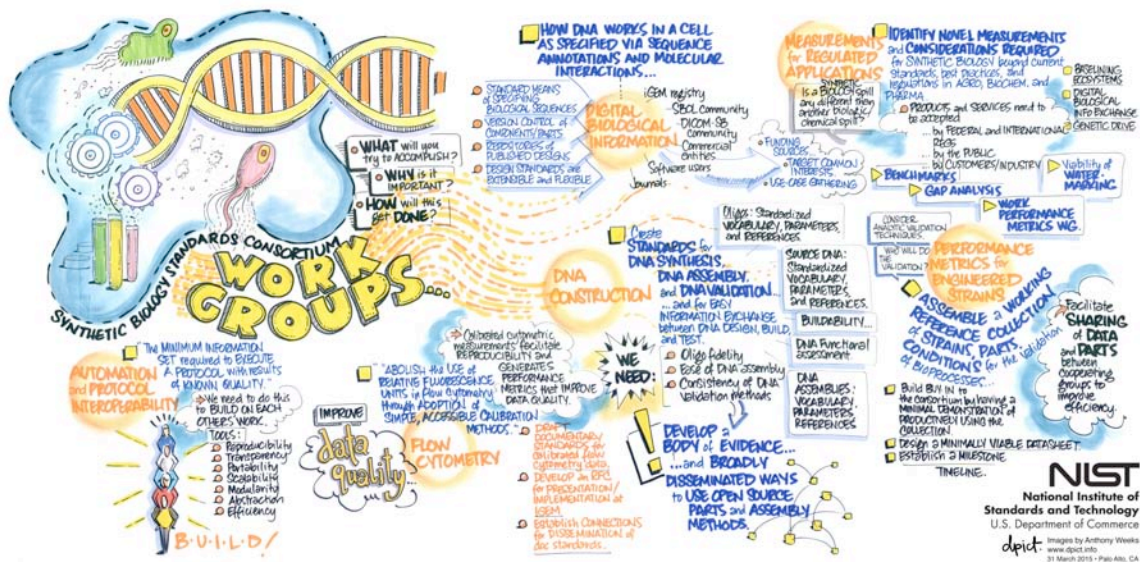 WHAT will you
try to ACCOMPLISH?
WHY is it
IMPORTANT?
HOW will this
get DONE?
SYNTHETIC BIOLOGY STANDARDS CONSORTIUM
WORK
GROUPS...
HOW DNA WORKS IN A CELL
AS SPECIFIED VIA SEQUENCE
ANNOTATIONS AND MOLECULAR
INTERACTIONS...
STANDARD MEANS
of SPECIFYING
BIOLOGICAL SEQUENCES
VERSION CONTROL of
COMPONENTS/PARTS
REPOSITORIES of
PUBLISHED DESIGNS
DESIGN STANDARDS are
EXTENSIBLE and FLEXIBLE
DIGITAL
BIOLOGICAL
INFORMATION
iGEM registry
SBOL community
DICOM-SB
community
Commercial
entities
Software users
Journals
FUNDING
SOURCES
TARGET COMMON
INTERESTS
USE-CASE GATHERING
MEASUREMENTS
for REGULATED
APPLICATIONS
Is a SYNTHETIC BIOLOGY spill
any different than
another biologic,
chemical spill?
IDENTIFY NOVEL MEASUREMENTS
and CONSIDERATIONS REQUIRED
for SYNTHETIC BIOLOGY beyond current
standards, best practices, and
regulations in AGRO, BIOCHEM, and
PHARMA
PRODUCTS and SERVICES need to
be accepted
... by FEDERAL and INTERNATIONAL
REGS
... by the PUBLIC
... by CUSTOMERS/INDUSTRY
BASELINING
ECOSYSTEMS
DIGITAL
BIOLOGICAL
INFO EXCHANGE
GENETIC DRIVE
BENCHMARKS
GAP ANALYSIS
WORK
PERFORMANCE
METRICS WG.
Viability of
WATER-
MARKING
DNA
CONSTRUCTION
Create
STANDARDS for
DNA SYNTHESIS,
DNA ASSEMBLY,
and DNA VALIDATION...
...and for EASY
INFORMATION EXCHANGE
between DNA DESIGN, BUILD,
and TEST.
Oligos: Standardized
VOCABULARY, PARAMETERS,
and REFERENCES.
SOURCE DNA:
Standardized
VOCABULARY,
PARAMETERS,
and REFERENCES.
BUILDABILITY...
DNA Functional
assessment.
DNA
ASSEMBLIES:
VOCABULARY,
PARAMETERS,
REFERENCES
WE
NEED:
Oligo fidelity
Ease of DNA assembly
Consistency of DNA
validation methods
DEVELOP a
BODY of EVIDENCE...
...and BROADLY
DISSEMINATED WAYS
to USE OPEN SOURCE
PARTS and ASSEMBLY
METHODS.
CONSIDER
ANALYTIC VALIDATION
TECHNIQUES.
WHO WILL DO
THE
VALIDATION?
PERFORMANCE
METRICS for
ENGINEERED
STRAINS
ASSEMBLE a WORKING
REFERENCE COLLECTION
of STRAINS, PARTS,
CONDITIONS for the validation
of BIOPROCESSES...
Build BUY IN to
the consortium by having a
MINIMAL DEMONSTRATION of
PRODUCTIVELY USING the
COLLECTION
Design a MINIMALLY VIABLE DATASHEET.
Establish a MILESTONE
TIMELINE.
Facilitate
SHARING
of DATA
and PARTS
between
cooperating
groups to
improve
efficiency.
AUTOMATION
and PROTOCOL
INTEROPERABILITY
"THE MINIMUM INFORMATION
SET required to EXECUTE
A PROTOCOL with RESULTS
of KNOWN QUALITY."
We need to do this
to BUILD ON EACH
OTHERS' WORK.
TOOLS:
Reproducibility
Transparency
Portability
Scalability
Modularity
Abstraction
Efficiency
B·U·I·L·D!
IMPROVE
data
quality...
"ABOLISH the USE of
RELATIVE FLUORESCENCE
UNITS in flow cytometry
through ADOPTION of
SIMPLE, ACCESSIBLE CALIBRATION
METHODS."
FLOW
CYTOMETRY
Calibrated cytometric
measurements facilitate
REPRODUCIBILITY and
GENERATES
PERFORMANCE
METRICS that IMPROVE
DATA QUALITY.
DRAFT
DOCUMENTARY
STANDARDS for
calibrated flow
cytometry data.
DEVELOP an RFC
for PRESENTATION/
IMPLEMENTATION at
iGEM
Establish CONNECTIONS
for DISSEMINATION of
doc standards.
NIST
National Institute of
Standards and Technology
U.S. Department of Commerce
dpict
Images by Anthony Weeks
www.dpict.info
31 March 2015 • Palo Alto, CA